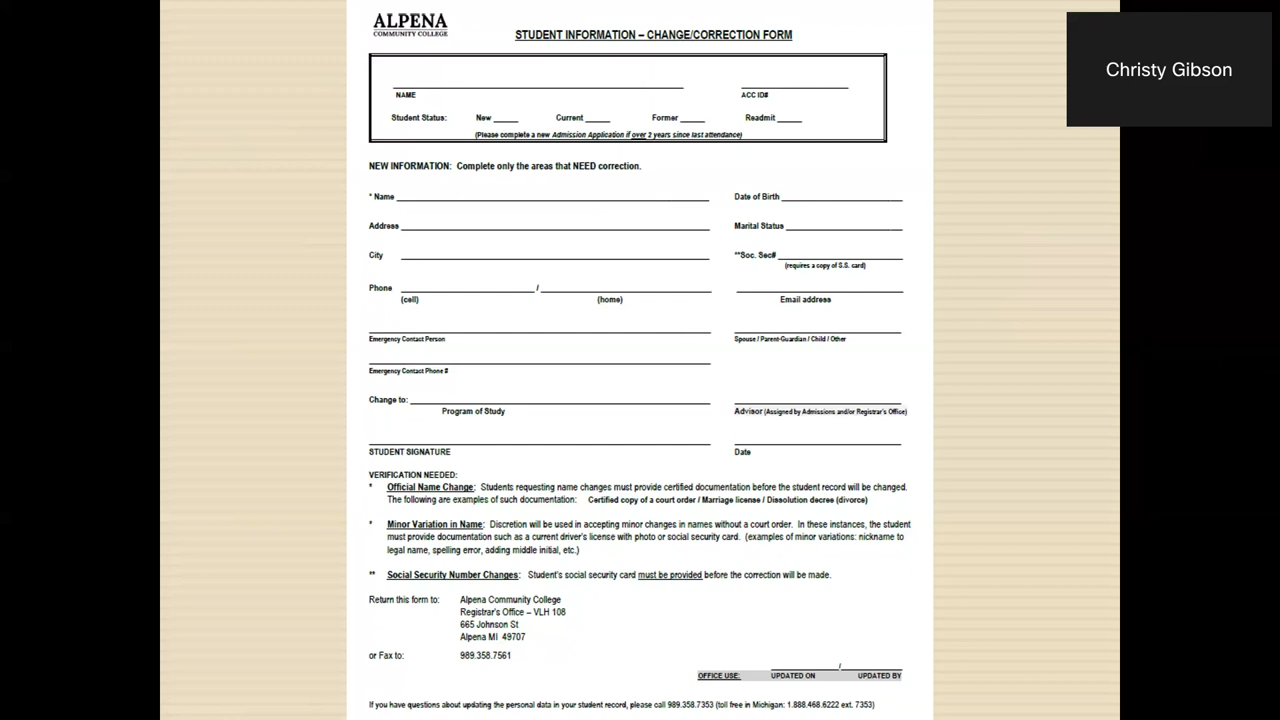 ALPENA
COMMUNITY COLLEGE
STUDENT INFORMATION – CHANGE/CORRECTION FORM
Christy Gibson
NAME ACC ID#
Student Status: New _____ Current _____ Former _____ Readmit _____
(Please complete a new Admission Application if over 2 years since last attendance)
NEW INFORMATION: Complete only the areas that NEED correction.
* Name Date of Birth
Address Marital Status
City **Soc. Sec#
(requires a copy of S.S. card)
Phone /
(cell) (home) Email address
Emergency Contact Person Spouse / Parent-Guardian / Child / Other
Emergency Contact Phone #
Change to:
Program of Study Advisor (Assigned by Admissions and/or Registrar's Office)
STUDENT SIGNATURE Date
VERIFICATION NEEDED:
* Official Name Change: Students requesting name changes must provide certified documentation before the student record will be changed.
The following are examples of such documentation: Certified copy of a court order / Marriage license / Dissolution decree (divorce)
* Minor Variation in Name: Discretion will be used in accepting minor changes in names without a court order. In these instances, the student
must provide documentation such as a current driver's license with photo or social security card. (examples of minor variations: nickname to
legal name, spelling error, adding middle initial, etc.)
** Social Security Number Changes: Student's social security card must be provided before the correction will be made.
Return this form to: Alpena Community College
Registrar's Office – VLH 108
665 Johnson St
Alpena MI 49707
or Fax to: 989.358.7561
/
OFFICE USE: UPDATED ON UPDATED BY
If you have questions about updating the personal data in your student record, please call 989.358.7353 (toll free in Michigan: 1.888.468.6222 ext. 7353)